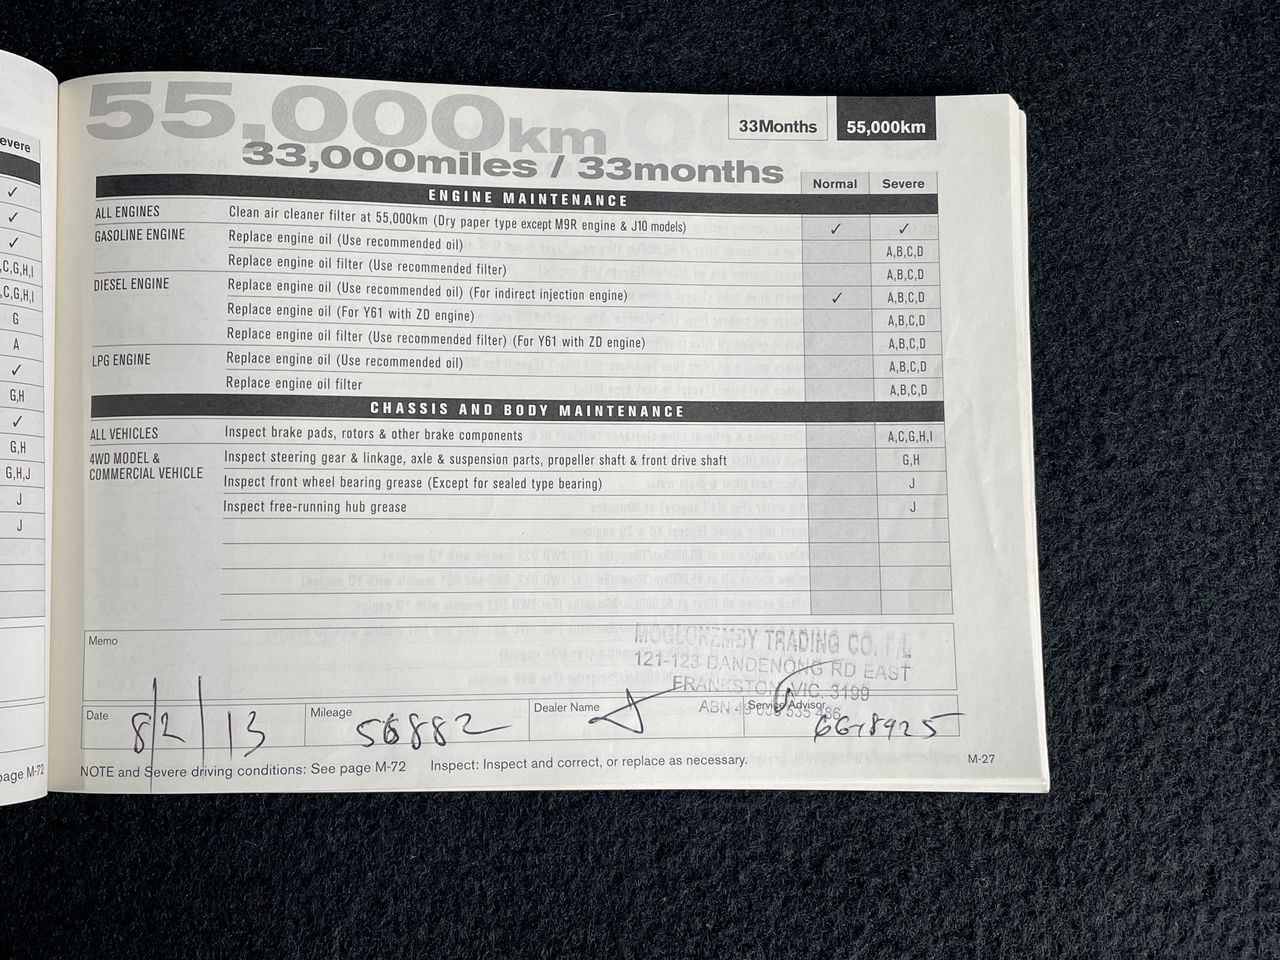 55,000km
33,000miles / 33months
33Months 55,000km
Normal Severe
ENGINE MAINTENANCE
ALL ENGINES Clean air cleaner filter at 55,000km (Dry paper type except M9R engine & J10 models) ✓ ✓
GASOLINE ENGINE Replace engine oil (Use recommended oil) A,B,C,D
Replace engine oil filter (Use recommended filter) A,B,C,D
DIESEL ENGINE Replace engine oil (Use recommended oil) (For indirect injection engine) ✓ A,B,C,D
Replace engine oil (For Y61 with ZD engine) A,B,C,D
Replace engine oil filter (Use recommended filter) (For Y61 with ZD engine) A,B,C,D
LPG ENGINE Replace engine oil (Use recommended oil) A,B,C,D
Replace engine oil filter A,B,C,D
CHASSIS AND BODY MAINTENANCE
ALL VEHICLES Inspect brake pads, rotors & other brake components A,C,G,H,I
4WD MODEL & COMMERCIAL VEHICLE Inspect steering gear & linkage, axle & suspension parts, propeller shaft & front drive shaft G,H
Inspect front wheel bearing grease (Except for sealed type bearing) J
Inspect free-running hub grease J
Memo
TRADING CO. P/L
121-123 DANDENONG RD EAST
FRANKSTON, VIC. 3199
ABN 49
Date 8/2/13 Mileage 56882 Dealer Name Service Advisor
NOTE and Severe driving conditions: See page M-72 Inspect: Inspect and correct, or replace as necessary. M-27
evere
✓
✓
✓
,C,G,H,I
,C,G,H,I
G
A
✓
G,H
✓
G,H
G,H,J
J
J
page M-72